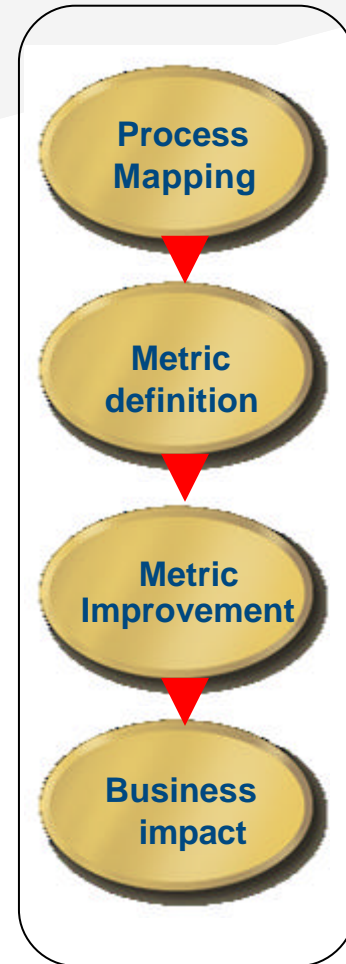 Process
Mapping
Metric
definition
Metric
Improvement
Business
impact